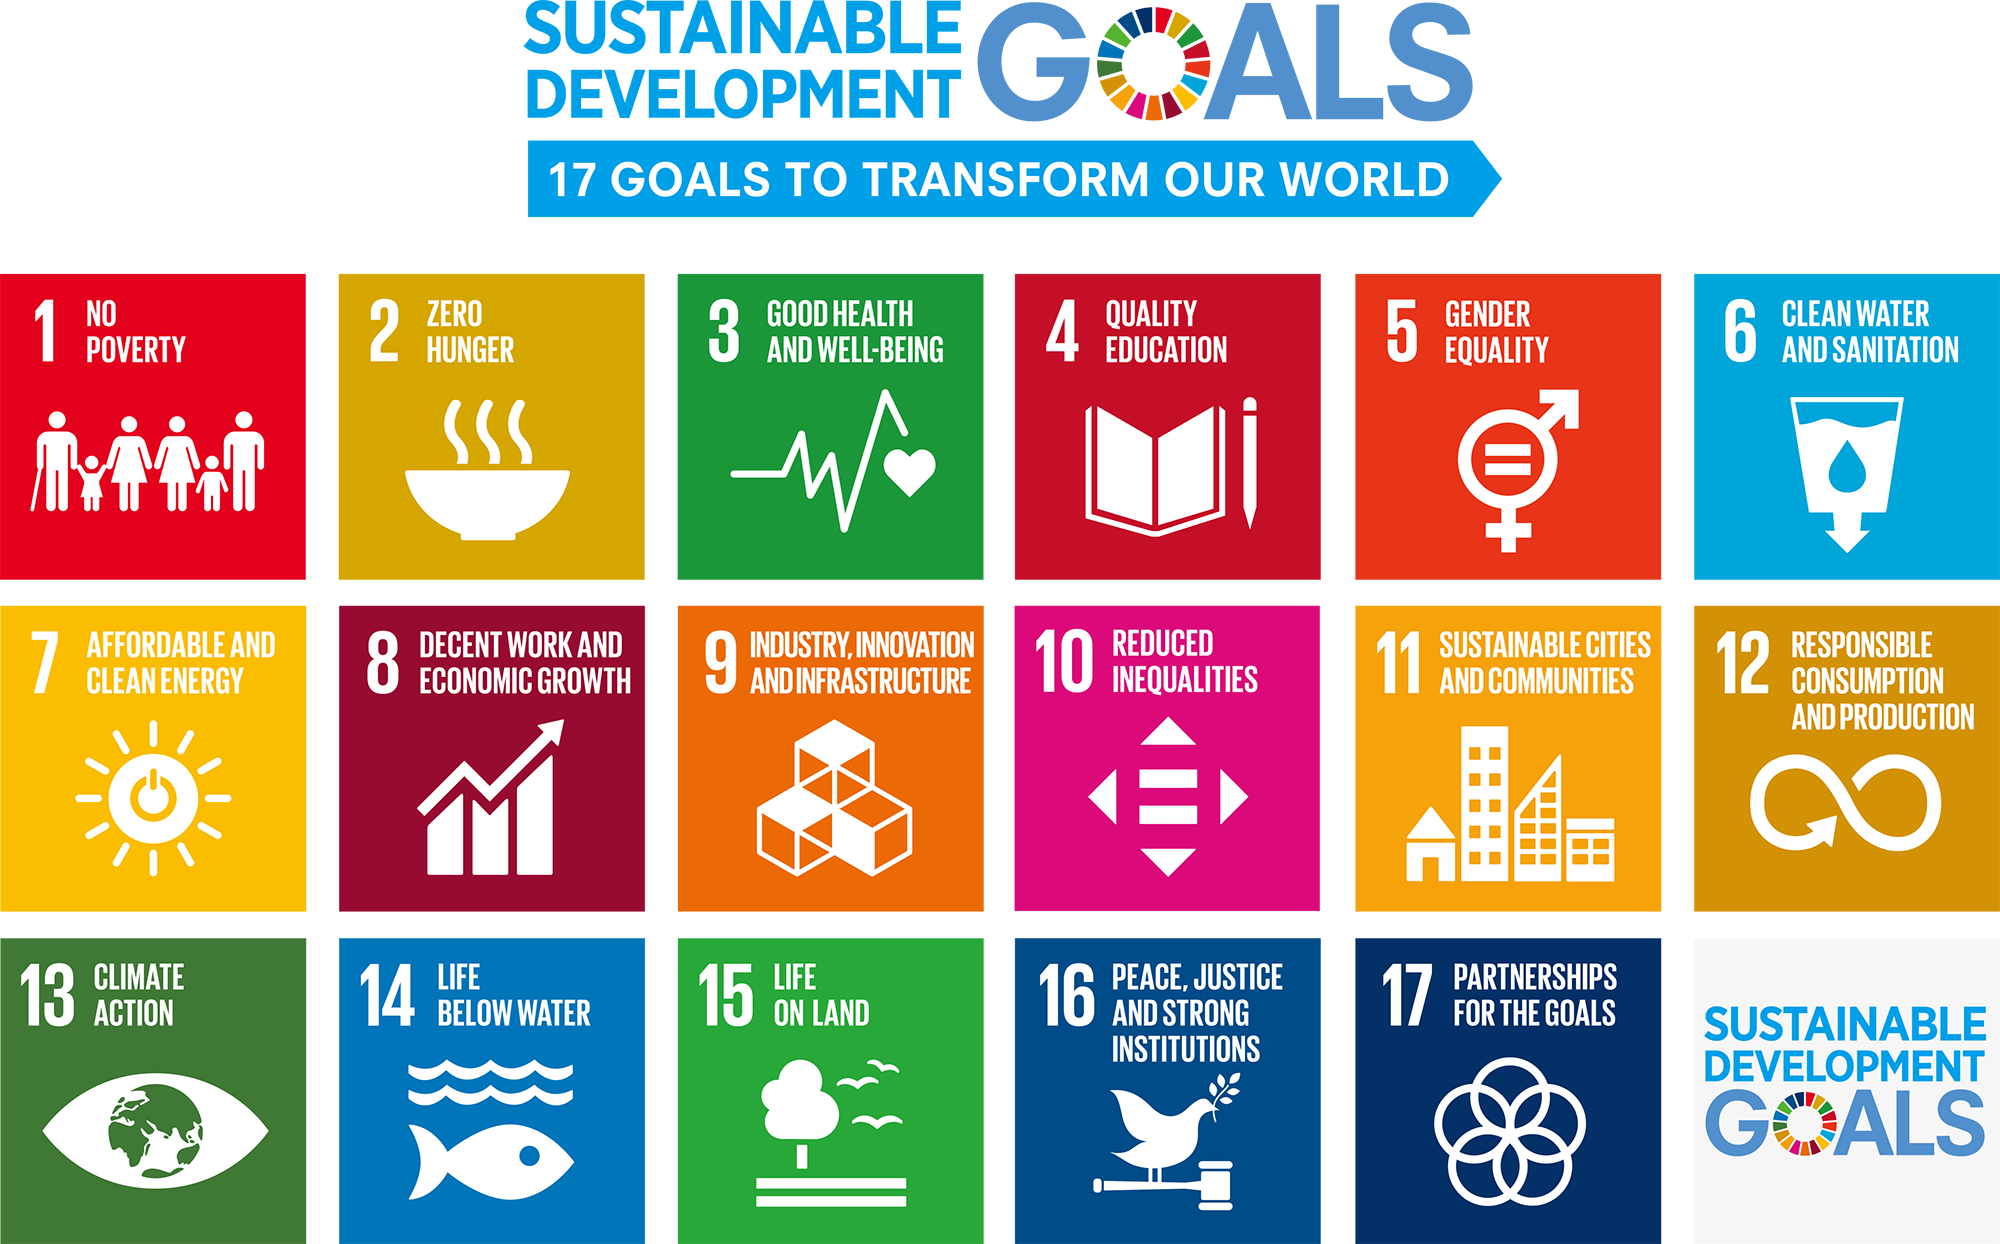 SUSTAINABLE
DEVELOPMENT
GOALS
17 GOALS TO TRANSFORM OUR WORLD
1 NO
POVERTY
2 ZERO
HUNGER
3 GOOD HEALTH
AND WELL-BEING
4 QUALITY
EDUCATION
5 GENDER
EQUALITY
6 CLEAN WATER
AND SANITATION
7 AFFORDABLE AND
CLEAN ENERGY
8 DECENT WORK AND
ECONOMIC GROWTH
9 INDUSTRY, INNOVATION
AND INFRASTRUCTURE
10 REDUCED
INEQUALITIES
11 SUSTAINABLE CITIES
AND COMMUNITIES
12 RESPONSIBLE
CONSUMPTION
AND PRODUCTION
13 CLIMATE
ACTION
14 LIFE
BELOW WATER
15 LIFE
ON LAND
16 PEACE, JUSTICE
AND STRONG
INSTITUTIONS
17 PARTNERSHIPS
FOR THE GOALS
SUSTAINABLE
DEVELOPMENT
GOALS